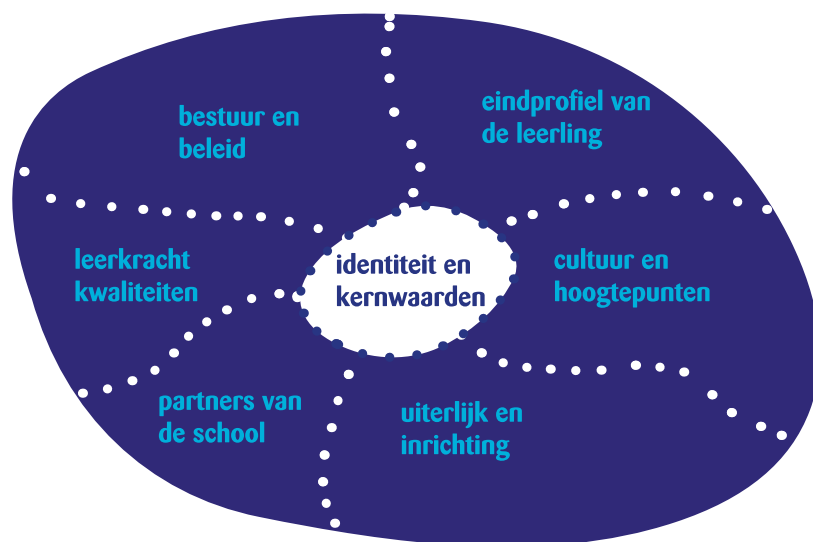 bestuur en
beleid
eindprofiel van
de leerling
leerkracht
kwaliteiten
identiteit en
kernwaarden
cultuur en
hoogtepunten
partners van
de school
uiterlijk en
inrichting